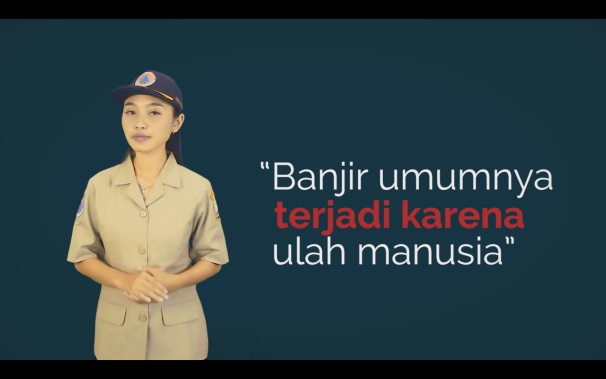 “Banjir umumnya
terjadi karena
ulah manusia”